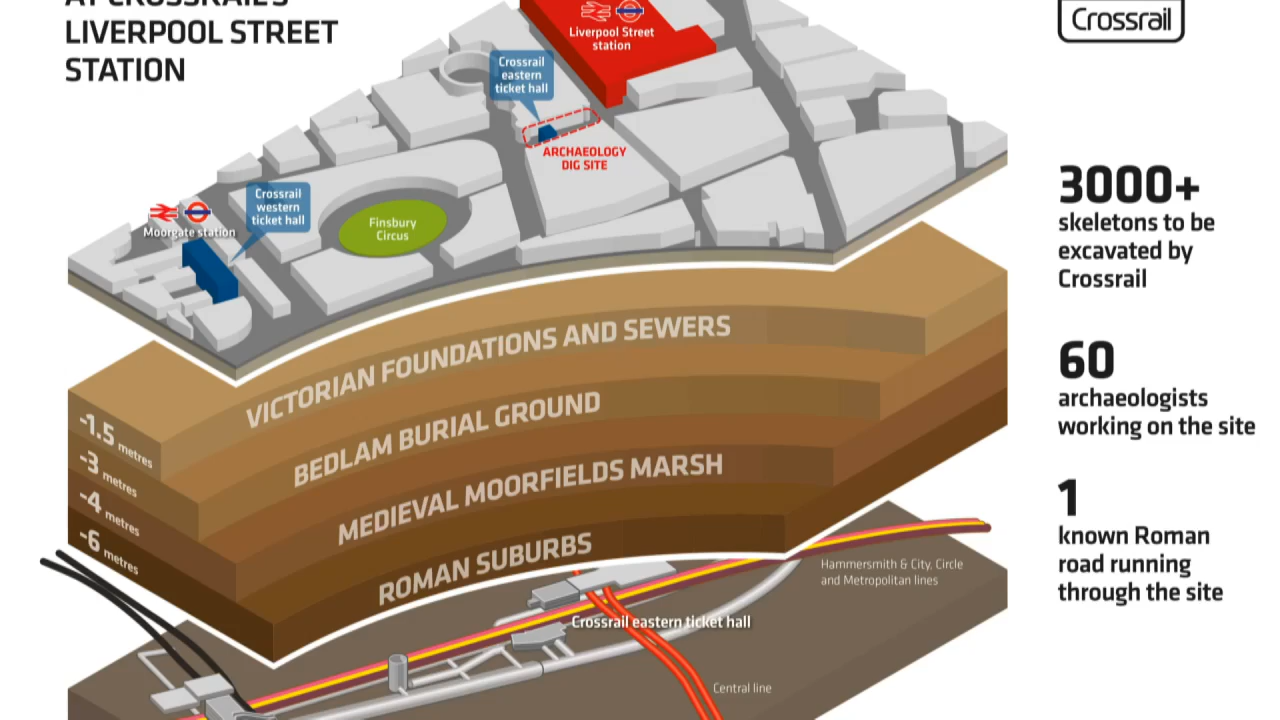 AT CROSSRAIL'S
LIVERPOOL STREET
STATION
Crossrail
Liverpool Street
station
Crossrail
eastern
ticket hall
ARCHAEOLOGY
DIG SITE
Crossrail
western
ticket hall
Moorgate station
Finsbury
Circus
3000+
skeletons to be
excavated by
Crossrail
60
archaeologists
working on the site
1
known Roman
road running
through the site
VICTORIAN FOUNDATIONS AND SEWERS
BEDLAM BURIAL GROUND
MEDIEVAL MOORFIELDS MARSH
ROMAN SUBURBS
-1.5 metres
-3 metres
-4 metres
-6 metres
Hammersmith & City, Circle
and Metropolitan lines
Crossrail eastern ticket hall
Central line